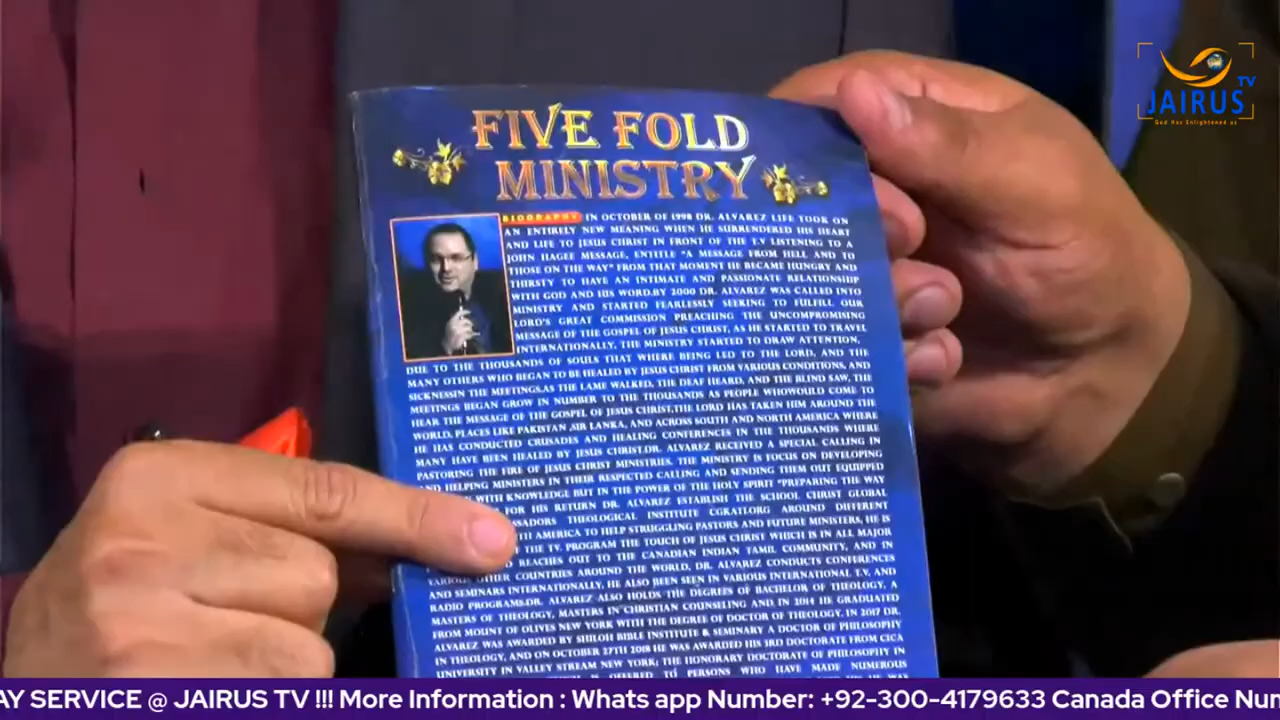 FIVE FOLD
MINISTRY
JAIRUS TV
God Has Enlightened us
BIOGRAPHY IN OCTOBER OF 1998 DR. ALVAREZ LIFE TOOK ON
AN ENTIRELY NEW MEANING WHEN HE SURRENDERED HIS HEART
AND LIFE TO JESUS CHRIST IN FRONT OF THE T.V LISTENING TO A
JOHN HAGEE MESSAGE, ENTITLE "A MESSAGE FROM HELL AND TO
THOSE ON THE WAY" FROM THAT MOMENT HE BECAME HUNGRY AND
THIRSTY TO HAVE AN INTIMATE AND PASSIONATE RELATIONSHIP
WITH GOD AND HIS WORD.BY 2000 DR. ALVAREZ WAS CALLED INTO
MINISTRY AND STARTED FEARLESSLY SEEKING TO FULFILL OUR
LORD'S GREAT COMMISSION PREACHING THE UNCOMPROMISING
MESSAGE OF THE GOSPEL OF JESUS CHRIST, AS HE STARTED TO TRAVEL
INTERNATIONALLY, THE MINISTRY STARTED TO DRAW ATTENTION,
DUE TO THE THOUSANDS OF SOULS THAT WHERE BEING LED TO THE LORD, AND THE
MANY OTHERS WHO BEGAN TO BE HEALED BY JESUS CHRIST FROM VARIOUS CONDITIONS, AND
SICKNESSIN THE MEETINGS.AS THE LAME WALKED, THE DEAF HEARD, AND THE BLIND SAW, THE
MEETINGS BEGAN GROW IN NUMBER TO THE THOUSANDS AS PEOPLE WHOWOULD COME TO
HEAR THE MESSAGE OF THE GOSPEL OF JESUS CHRIST.THE LORD HAS TAKEN HIM AROUND THE
WORLD, PLACES LIKE PAKISTAN ,SIR LANKA, AND ACROSS SOUTH AND NORTH AMERICA WHERE
HE HAS CONDUCTED CRUSADES AND HEALING CONFERENCES IN THE THOUSANDS WHERE
MANY HAVE BEEN HEALED BY JESUS CHRIST.DR. ALVAREZ RECEIVED A SPECIAL CALLING IN
PASTORING THE FIRE OF JESUS CHRIST MINISTRIES. THE MINISTRY IS FOCUS ON DEVELOPING
AND HELPING MINISTERS IN THEIR RESPECTED CALLING AND SENDING THEM OUT EQUIPPED
WITH KNOWLEDGE BUT IN THE POWER OF THE HOLY SPIRIT "PREPARING THE WAY
FOR HIS RETURN DR. ALVAREZ ESTABLISH THE SCHOOL CHRIST GLOBAL
SSADORS THEOLOGICAL INSTITUTE CGRATI.ORG AROUND DIFFERENT
TH AMERICA TO HELP STRUGGLING PASTORS AND FUTURE MINISTERS, HE IS
THE TV. PROGRAM THE TOUCH OF JESUS CHRIST WHICH IS IN ALL MAJOR
REACHES OUT TO THE CANADIAN INDIAN TAMIL COMMUNITY, AND IN
VARIOUS OTHER COUNTRIES AROUND THE WORLD, DR. ALVAREZ CONDUCTS CONFERENCES
AND SEMINARS INTERNATIONALLY, HE ALSO BEEN SEEN IN VARIOUS INTERNATIONAL T.V, AND
RADIO PROGRAMS.DR. ALVAREZ ALSO HOLDS THE DEGREES OF BACHELOR OF THEOLOGY, A
MASTERS OF THEOLOGY, MASTERS IN CHRISTIAN COUNSELING AND IN 2014 HE GRADUATED
FROM MOUNT OF OLIVES NEW YORK WITH THE DEGREE OF DOCTOR OF THEOLOGY. IN 2017 DR.
ALVAREZ WAS AWARDED BY SHILOH BIBLE INSTITUTE & SEMINARY A DOCTOR OF PHILOSOPHY
IN THEOLOGY, AND ON OCTOBER 27TH 2018 HE WAS AWARDED HIS 3RD DOCTORATE FROM CICA
UNIVERSITY IN VALLEY STREAM NEW YORK; THE HONORARY DOCTORATE OF PHILOSOPHY IN
IS OFFERED TO PERSONS WHO HAVE MADE NUMEROUS
AY SERVICE @ JAIRUS TV !!! More Information : Whats app Number: +92-300-4179633 Canada Office Num